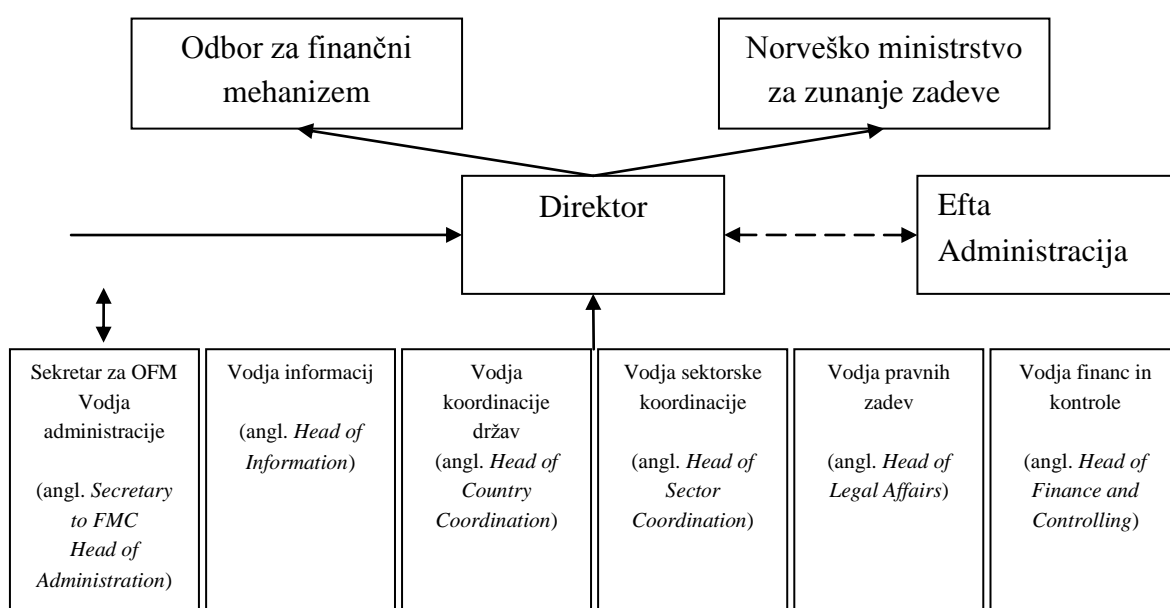 Odbor za finančni
mehanizem
Norveško ministrstvo
za zunanje zadeve
Direktor
Efta
Administracija
Sekretar za OFM
Vodja
administracije
(angl. Secretary
to FMC
Head of
Administration)
Vodja informacij
(angl. Head of
Information)
Vodja
koordinacije
držav
(angl. Head of
Country
Coordination)
Vodja sektorske
koordinacije
(angl. Head of
Sector
Coordination)
Vodja pravnih
zadev
(angl. Head of
Legal Affairs)
Vodja financ in
kontrole
(angl. Head of
Finance and
Controlling)